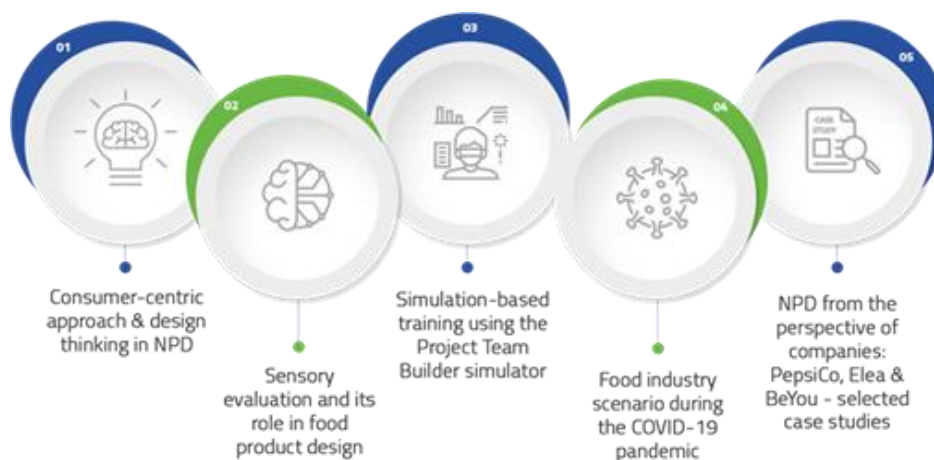 01
Consumer-centric
approach & design
thinking in NPD
02
Sensory
evaluation and its
role in food
product design
03
Simulation-based
training using the
Project Team
Builder simulator
04
Food industry
scenario during
the COVID-19
pandemic
05
CASE
STUDY
NPD from the
perspective of
companies:
PepsiCo, Elea &
BeYou - selected
case studies